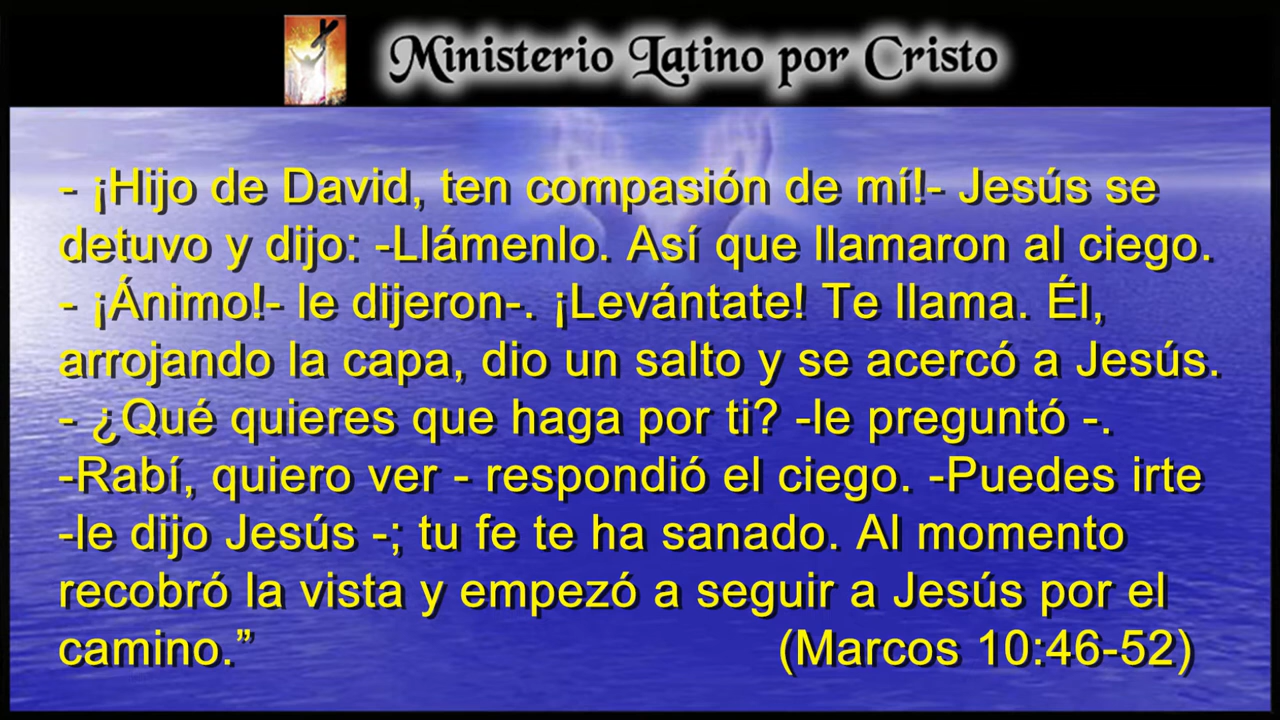 Ministerio Latino por Cristo
- ¡Hijo de David, ten compasión de mí!- Jesús se
detuvo y dijo: -Llámenlo. Así que llamaron al ciego.
- ¡Ánimo!- le dijeron-. ¡Levántate! Te llama. Él,
arrojando la capa, dio un salto y se acercó a Jesús.
- ¿Qué quieres que haga por ti? -le preguntó -.
-Rabí, quiero ver - respondió el ciego. -Puedes irte
-le dijo Jesús -; tu fe te ha sanado. Al momento
recobró la vista y empezó a seguir a Jesús por el
camino.” (Marcos 10:46-52)